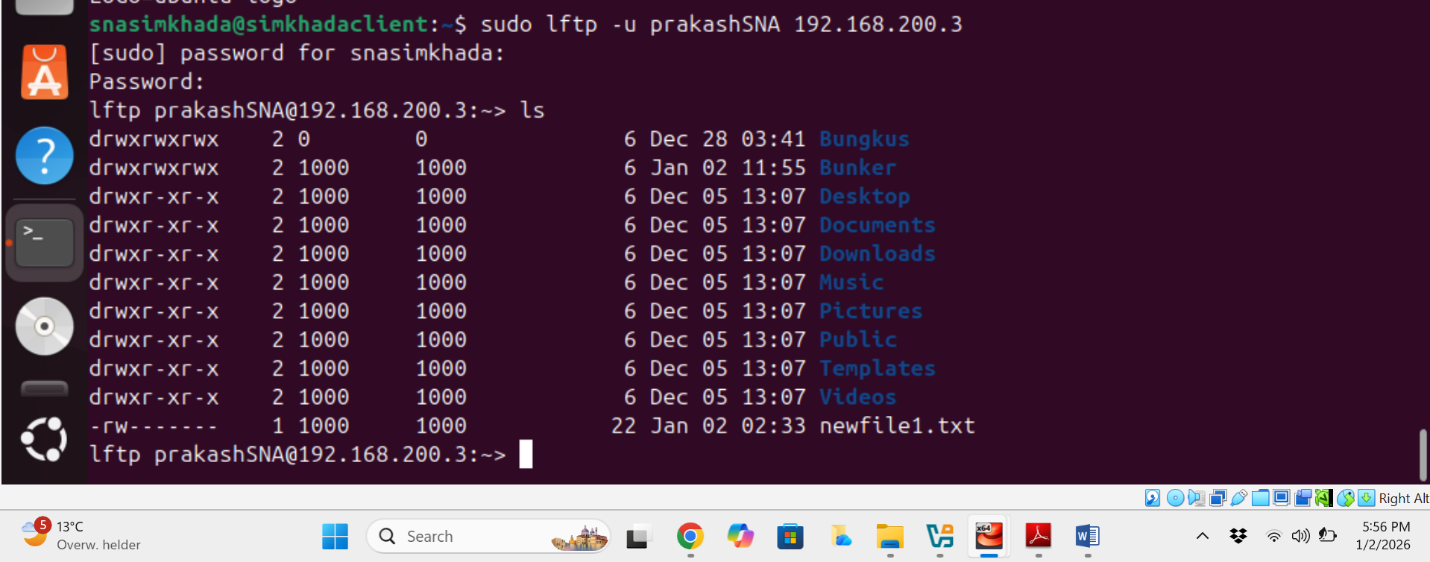 snasimkhada@simkhadaclient:~$ sudo lftp -u prakashSNA 192.168.200.3
[sudo] password for snasimkhada:
Password:
lftp prakashSNA@192.168.200.3:~> ls
drwxrwxrwx    2 0        0               6 Dec 28 03:41 Bungkus
drwxrwxrwx    2 1000     1000            6 Jan 02 11:55 Bunker
drwxr-xr-x    2 1000     1000            6 Dec 05 13:07 Desktop
drwxr-xr-x    2 1000     1000            6 Dec 05 13:07 Documents
drwxr-xr-x    2 1000     1000            6 Dec 05 13:07 Downloads
drwxr-xr-x    2 1000     1000            6 Dec 05 13:07 Music
drwxr-xr-x    2 1000     1000            6 Dec 05 13:07 Pictures
drwxr-xr-x    2 1000     1000            6 Dec 05 13:07 Public
drwxr-xr-x    2 1000     1000            6 Dec 05 13:07 Templates
drwxr-xr-x    2 1000     1000            6 Dec 05 13:07 Videos
-rw-------    1 1000     1000           22 Jan 02 02:33 newfile1.txt
lftp prakashSNA@192.168.200.3:~>
Right Alt
5
13°C
Overw. helder
Search
x64
5:56 PM
1/2/2026